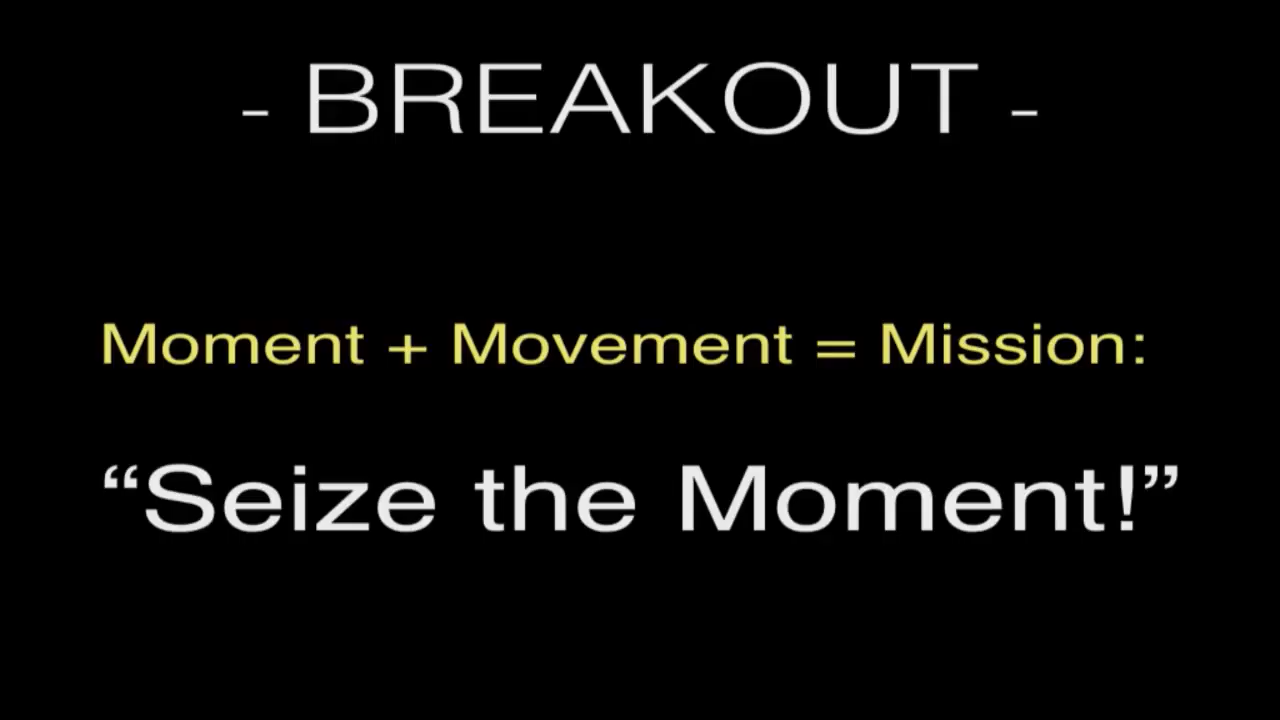 - BREAKOUT -
Moment + Movement = Mission:
“Seize the Moment!”